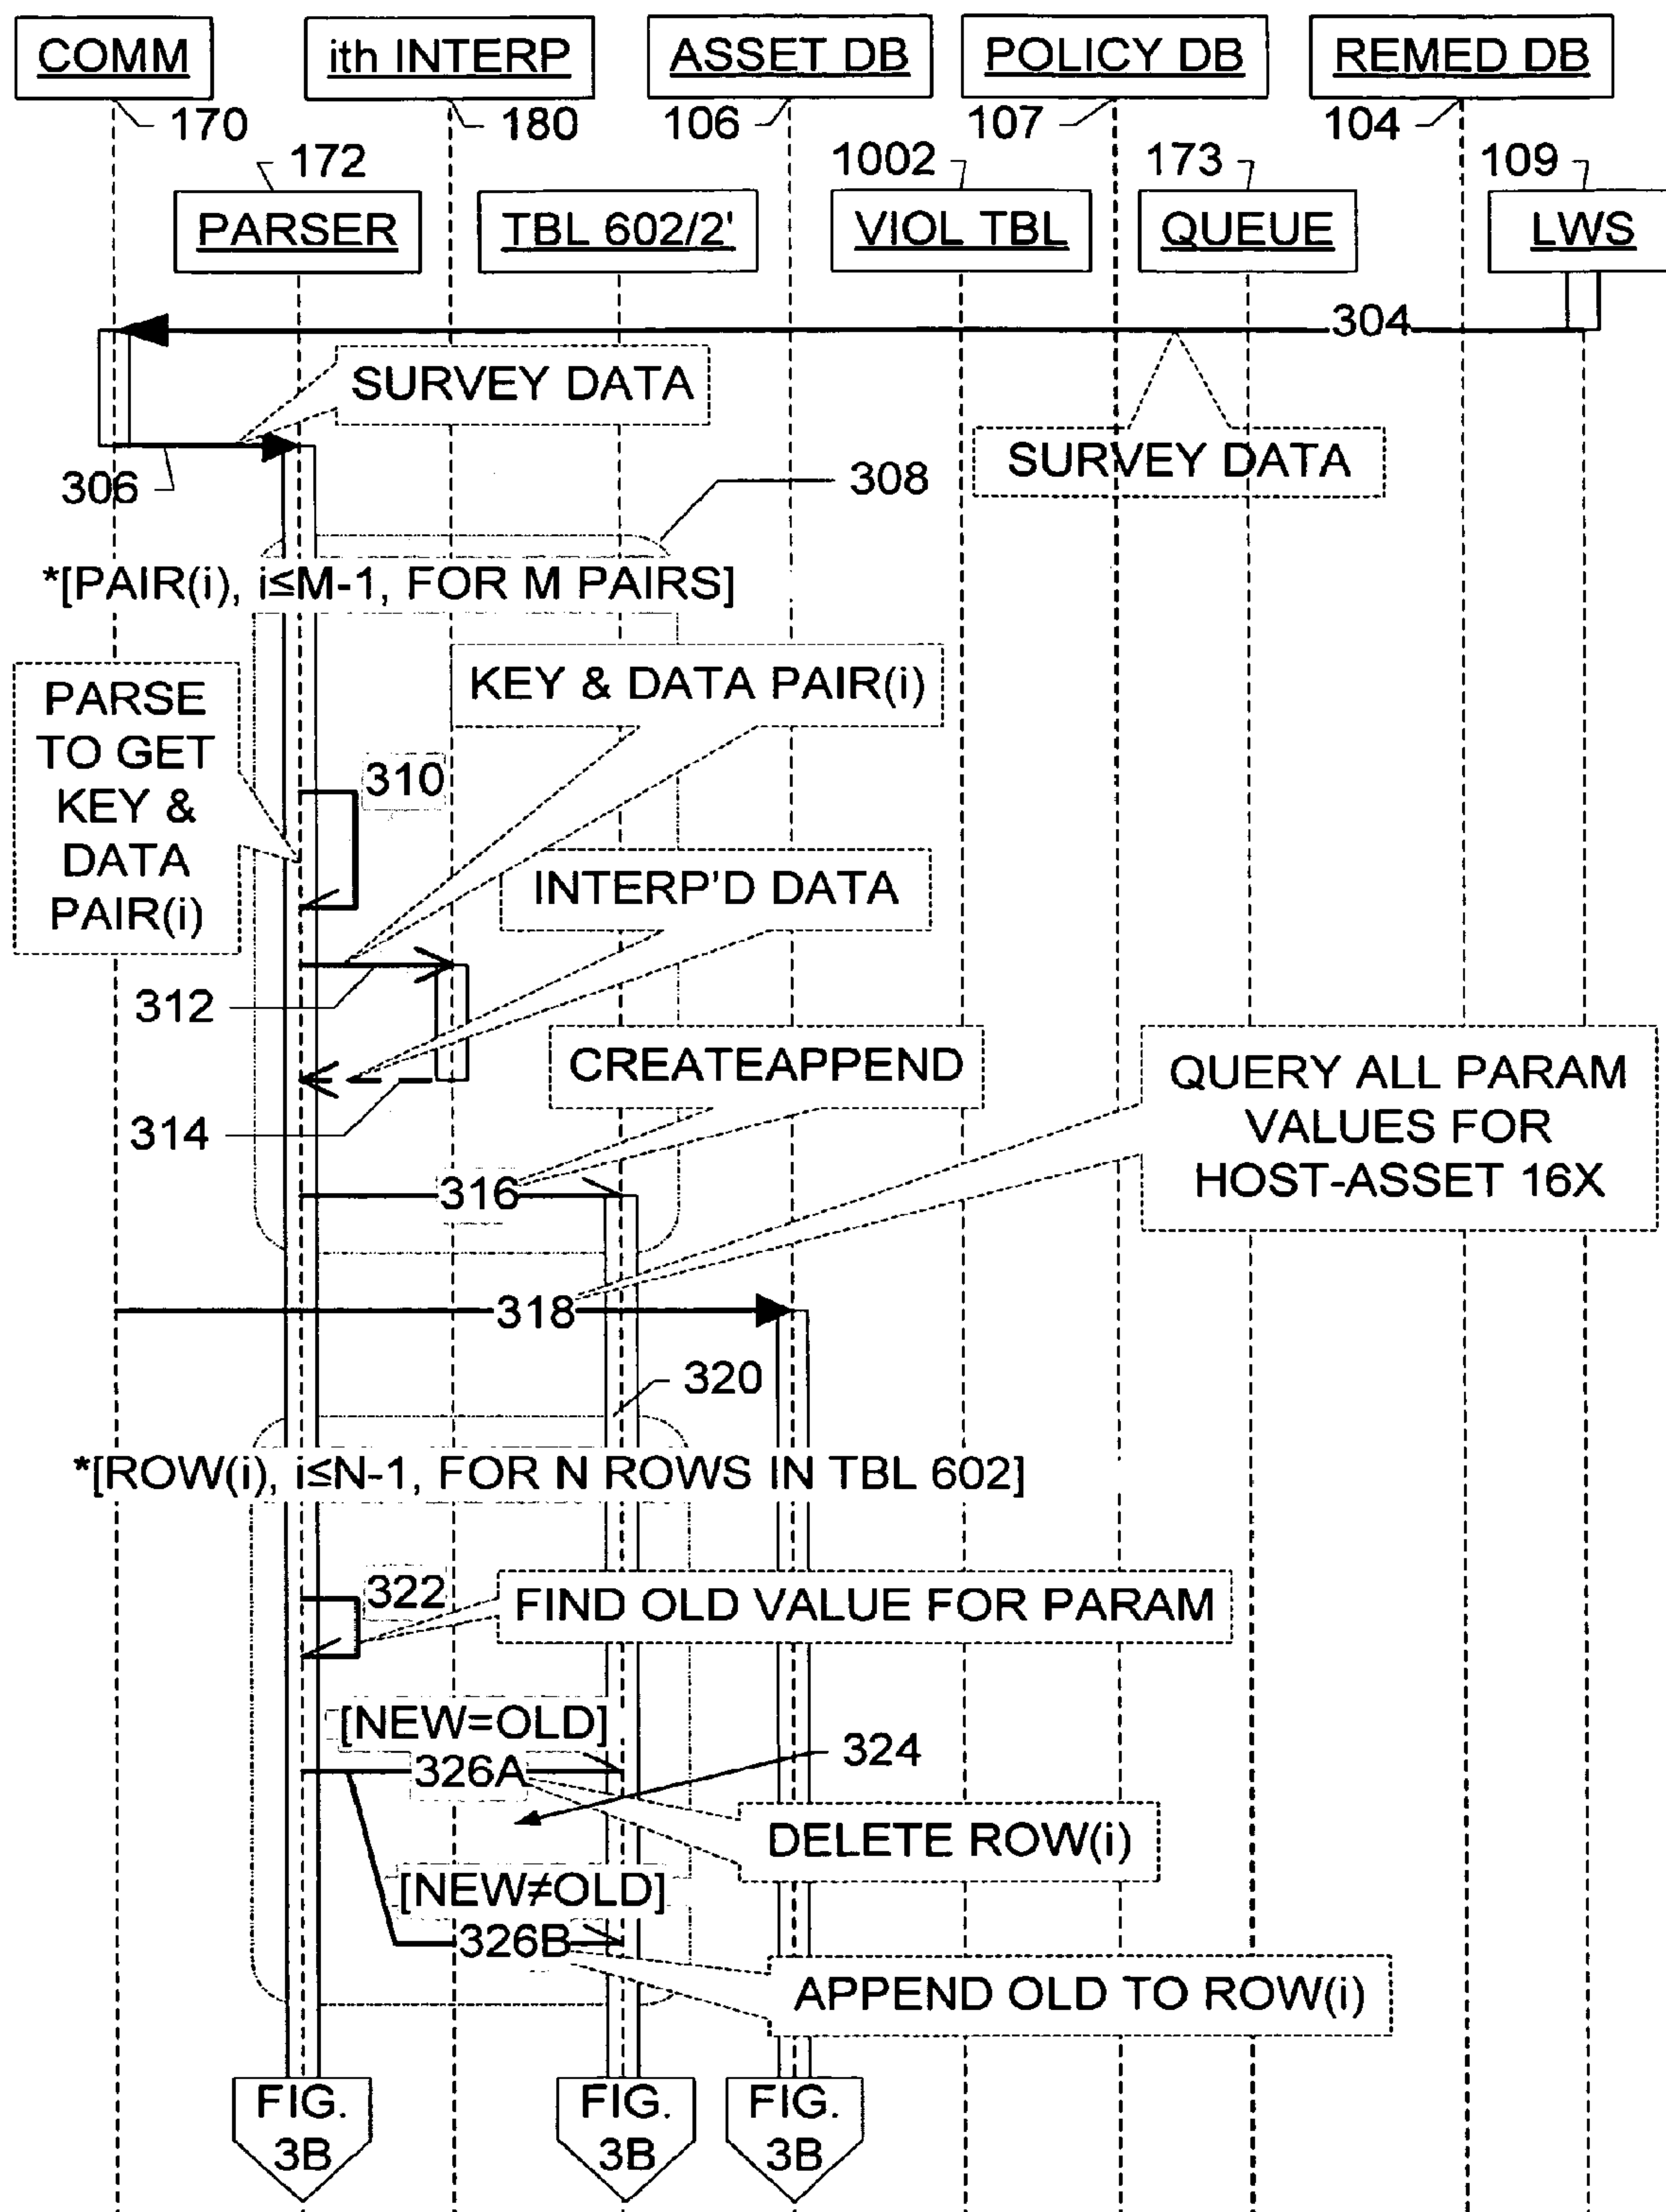 COMM
ith INTERP
ASSET DB
POLICY DB
REMED DB
170
180
106
107
104
172
1002
173
109
PARSER
TBL 602/2'
VIOL TBL
QUEUE
LWS
304
SURVEY DATA
SURVEY DATA
306
308
*[PAIR(i), i≤M-1, FOR M PAIRS]
PARSE
TO GET
KEY &
DATA
PAIR(i)
KEY & DATA PAIR(i)
310
INTERP'D DATA
312
CREATEAPPEND
QUERY ALL PARAM
VALUES FOR
HOST-ASSET 16X
314
316
318
320
*[ROW(i), i≤N-1, FOR N ROWS IN TBL 602]
322
FIND OLD VALUE FOR PARAM
[NEW=OLD]
326A
324
DELETE ROW(i)
[NEW≠OLD]
326B
APPEND OLD TO ROW(i)
FIG.
3B
FIG.
3B
FIG.
3B